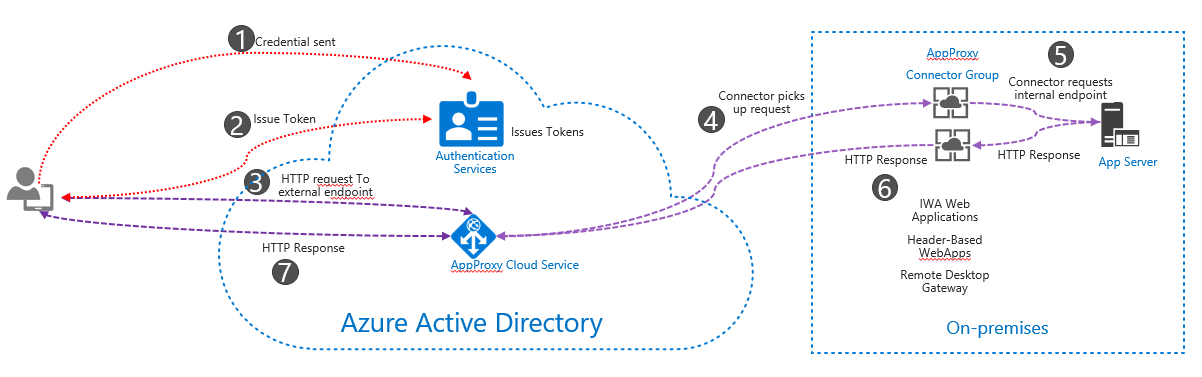 1
Credential sent
2
Issue Token
Issues Tokens
Authentication
Services
3
HTTP request To
external endpoint
HTTP Response
7
AppProxy Cloud Service
Azure Active Directory
4
Connector picks
up request
AppProxy
Connector Group
5
Connector requests
internal endpoint
App Server
HTTP Response
HTTP Response
6
IWA Web
Applications
Header-Based
WebApps
Remote Desktop
Gateway
On-premises